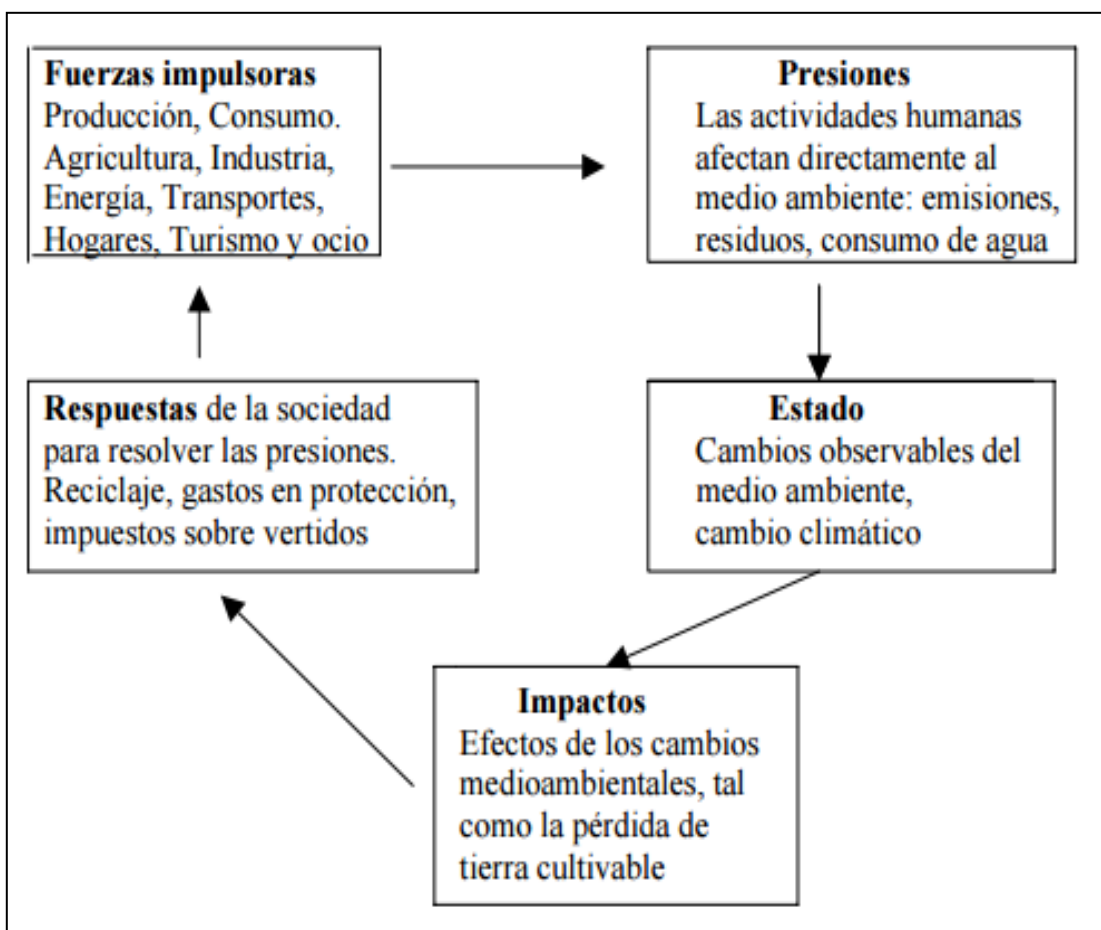 Fuerzas impulsoras
Producción, Consumo.
Agricultura, Industria,
Energía, Transportes,
Hogares, Turismo y ocio
Presiones
Las actividades humanas
afectan directamente al
medio ambiente: emisiones,
residuos, consumo de agua
Respuestas de la sociedad
para resolver las presiones.
Reciclaje, gastos en protección,
impuestos sobre vertidos
Estado
Cambios observables del
medio ambiente,
cambio climático
Impactos
Efectos de los cambios
medioambientales, tal
como la pérdida de
tierra cultivable